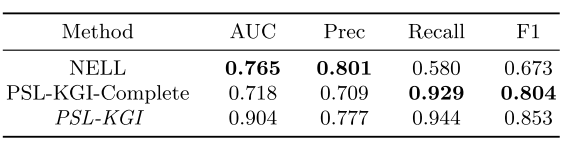 Method AUC Prec Recall F1
NELL 0.765 0.801 0.580 0.673
PSL-KGI-Complete 0.718 0.709 0.929 0.804
PSL-KGI 0.904 0.777 0.944 0.853